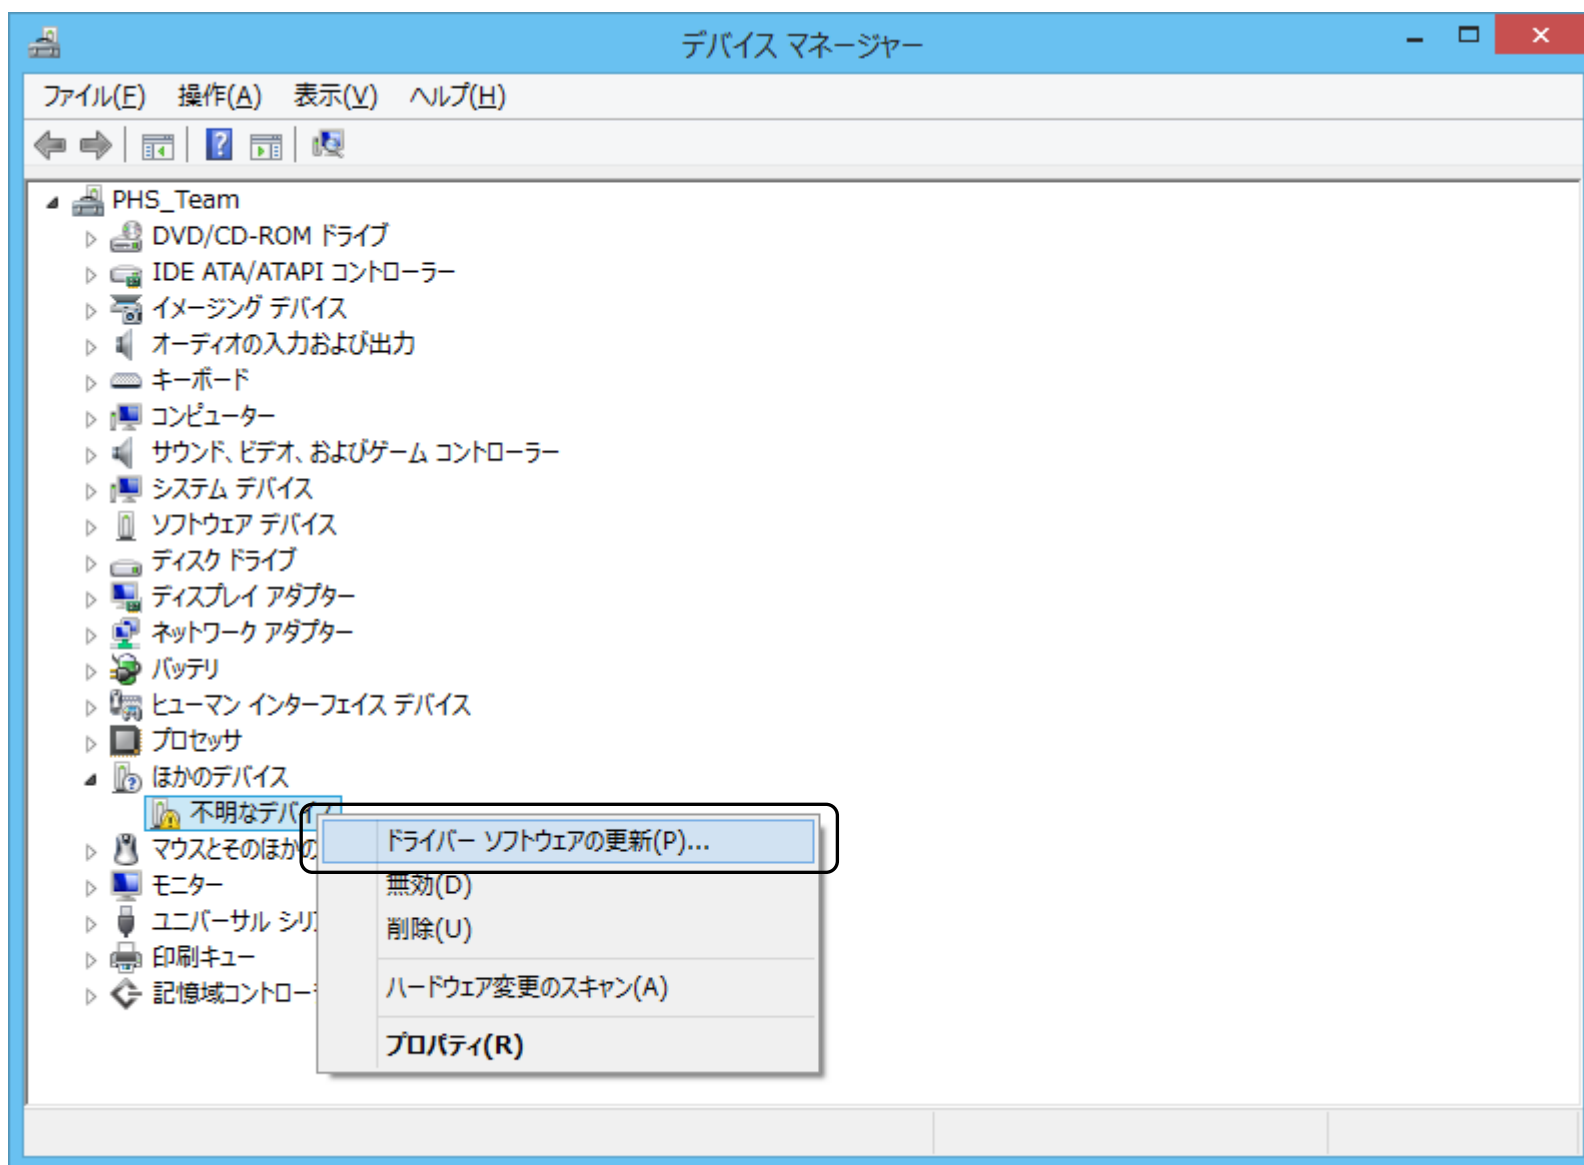 デバイス マネージャー
ファイル(F) 操作(A) 表示(V) ヘルプ(H)
PHS_Team
DVD/CD-ROM ドライブ
IDE ATA/ATAPI コントローラー
イメージング デバイス
オーディオの入力および出力
キーボード
コンピューター
サウンド、ビデオ、およびゲーム コントローラー
システム デバイス
ソフトウェア デバイス
ディスク ドライブ
ディスプレイ アダプター
ネットワーク アダプター
バッテリ
ヒューマン インターフェイス デバイス
プロセッサ
ほかのデバイス
不明なデバイス
マウスとそのほかの
モニター
ユニバーサル シリ
印刷キュー
記憶域コントロー
ドライバー ソフトウェアの更新(P)...
無効(D)
削除(U)
ハードウェア変更のスキャン(A)
プロパティ(R)